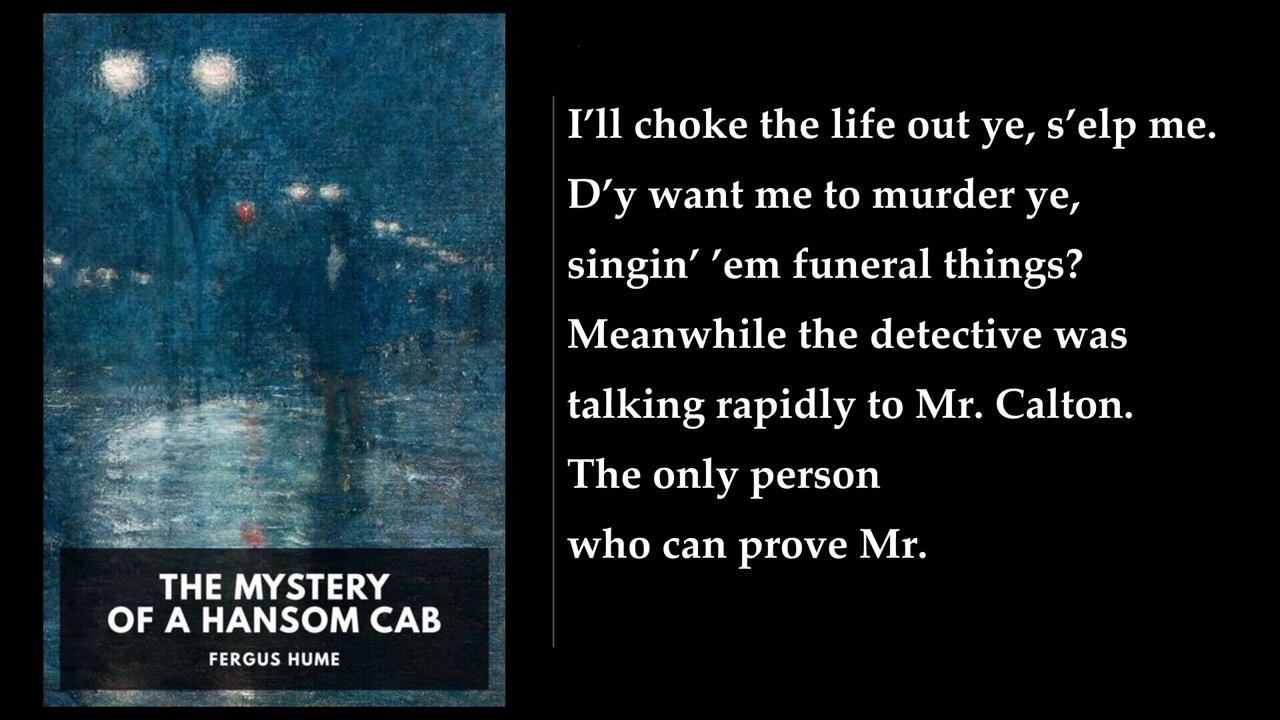 THE MYSTERY
OF A HANSOM CAB
FERGUS HUME
I’ll choke the life out ye, s’elp me.
D’y want me to murder ye,
singin’ ’em funeral things?
Meanwhile the detective was
talking rapidly to Mr. Calton.
The only person
who can prove Mr.